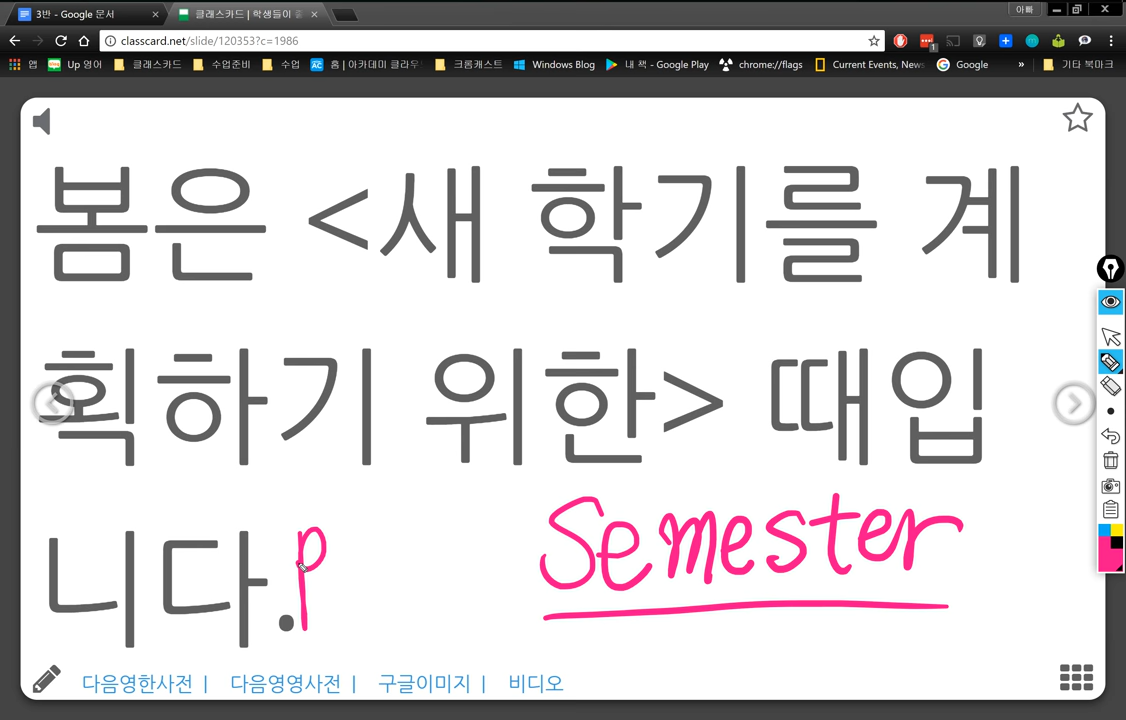 3반 - Google 문서
클래스카드 | 학생들이 좋
아빠
classcard.net/slide/120353?c=1986
1
앱
Up 영어
클래스카드
수업준비
수업
홈 | 아카데미 클라우
크롬캐스트
Windows Blog
내 책 - Google Play
chrome://flags
Current Events, News
Google
»
기타 북마크
봄은 <새 학기를 계
획하기 위한> 때입
니다.
P
Semester
다음영한사전 |
다음영영사전 |
구글이미지 |
비디오